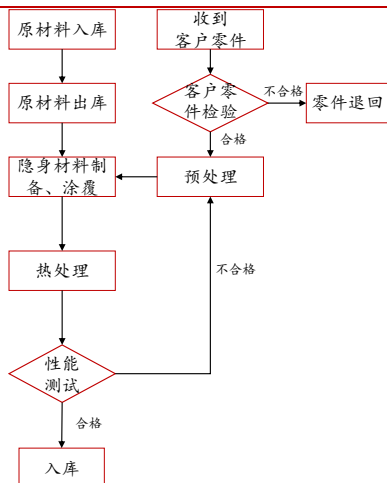 原材料入库
收到
客户零件
原材料出库
客户零
件检验
不合格
零件退回
合格
隐身材料制
备、涂覆
预处理
热处理
不合格
性能
测试
合格
入库